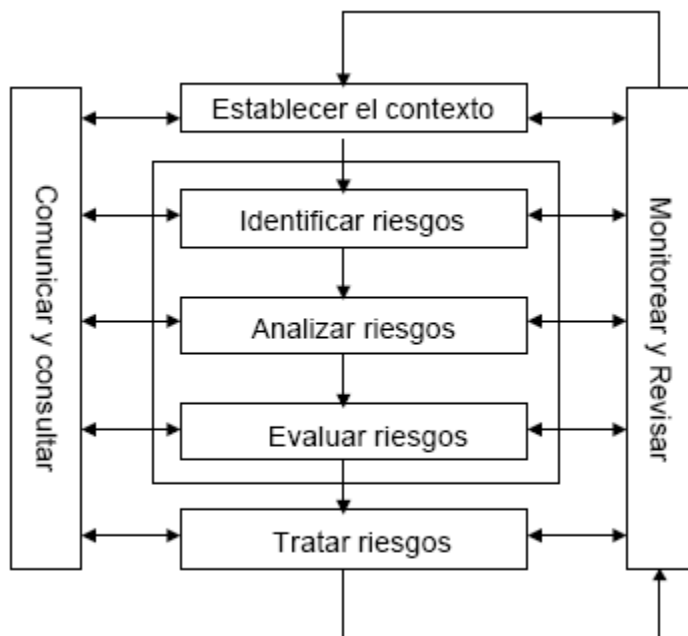 Establecer el contexto
Comunicar y consultar
Identificar riesgos
Analizar riesgos
Evaluar riesgos
Tratar riesgos
Monitorear y Revisar